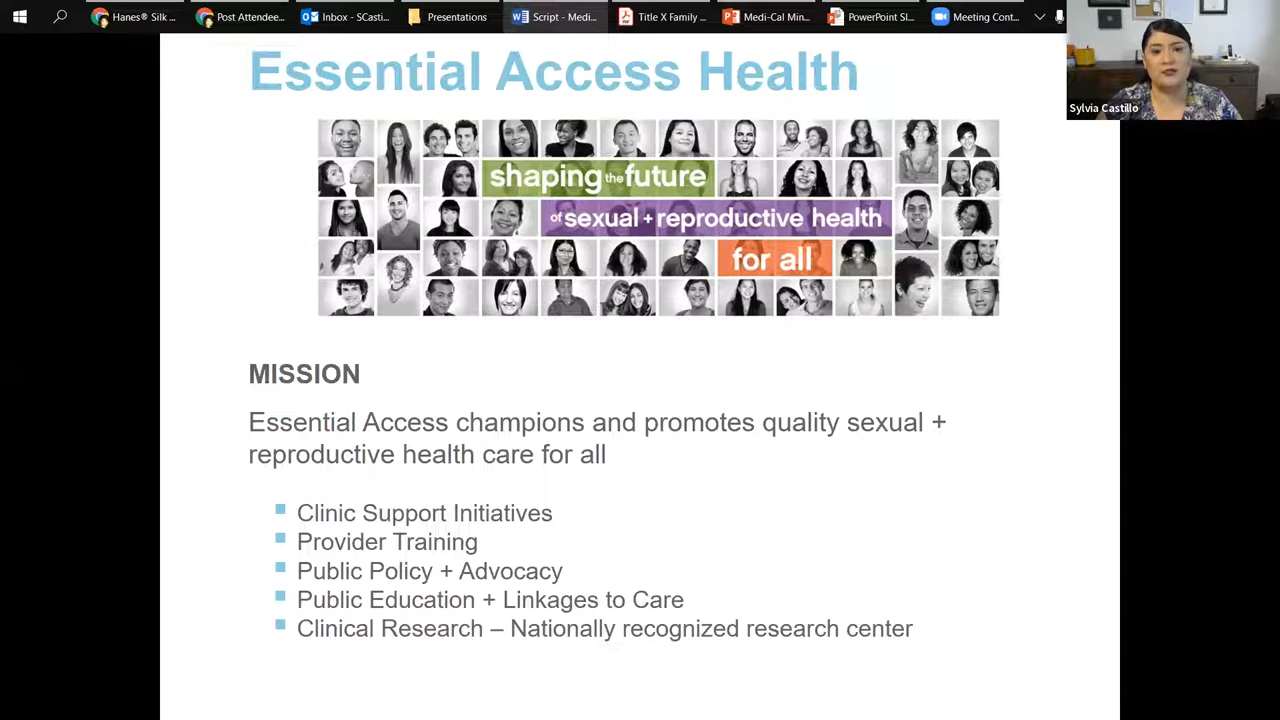 Hanes® Silk ...
Post Attendee...
Inbox - SCasti...
Presentations
Script - Medi...
Title X Family ...
Medi-Cal Min...
PowerPoint Sl...
Meeting Cont...
Sylvia Castillo
Essential Access Health
shaping the future
of sexual + reproductive health
for all
MISSION
Essential Access champions and promotes quality sexual +
reproductive health care for all
Clinic Support Initiatives
Provider Training
Public Policy + Advocacy
Public Education + Linkages to Care
Clinical Research – Nationally recognized research center